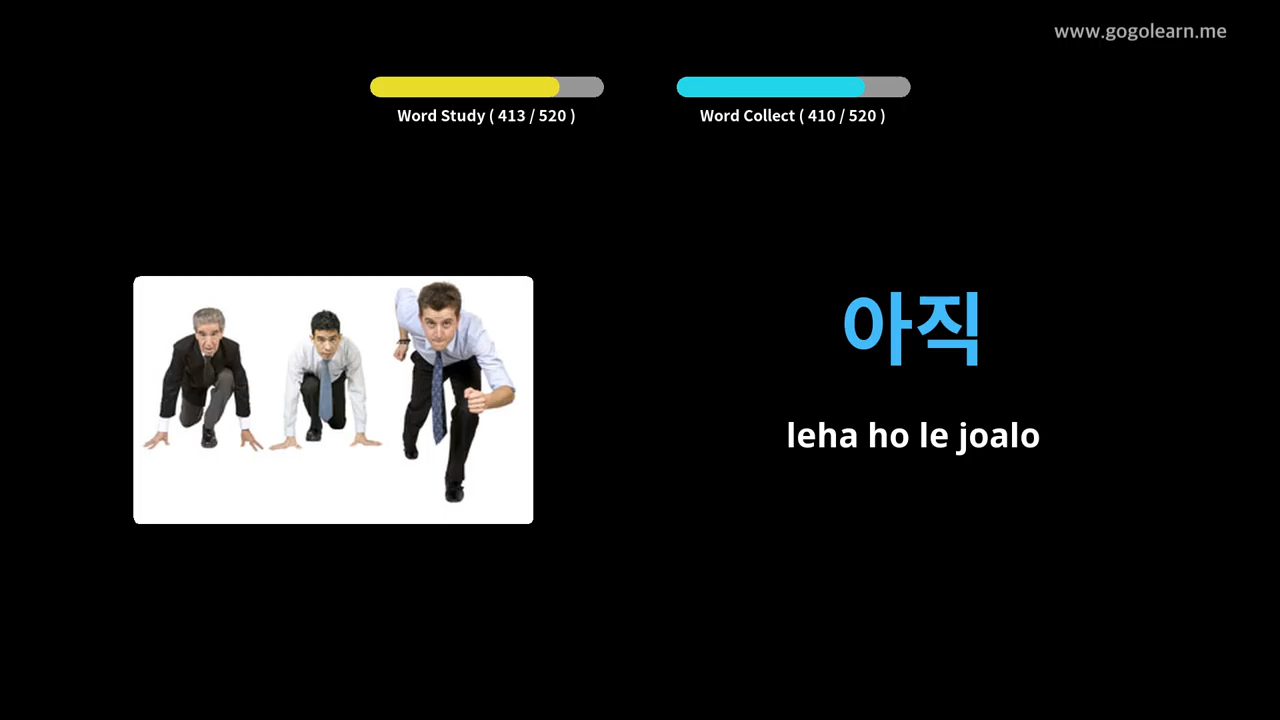 www.gogolearn.me
Word Study ( 413 / 520 )
Word Collect ( 410 / 520 )
아직
leha ho le joalo